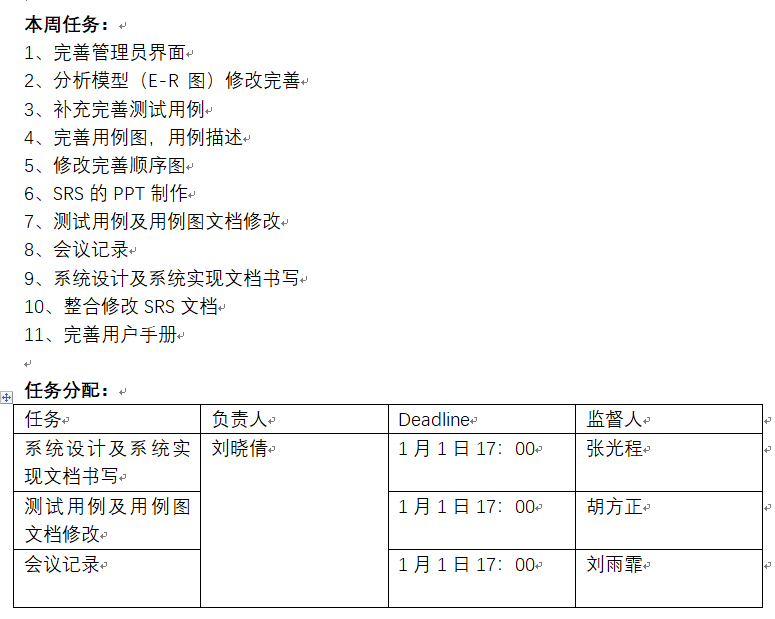 本周任务：
1、完善管理员界面
2、分析模型（E-R 图）修改完善
3、补充完善测试用例
4、完善用例图，用例描述
5、修改完善顺序图
6、SRS 的 PPT 制作
7、测试用例及用例图文档修改
8、会议记录
9、系统设计及系统实现文档书写
10、整合修改 SRS 文档
11、完善用户手册
任务分配：
任务 负责人 Deadline 监督人
系统设计及系统实 刘晓倩 1 月 1 日 17：00 张光程
现文档书写
测试用例及用例图 1 月 1 日 17：00 胡方正
文档修改
会议记录 1 月 1 日 17：00 刘雨霏